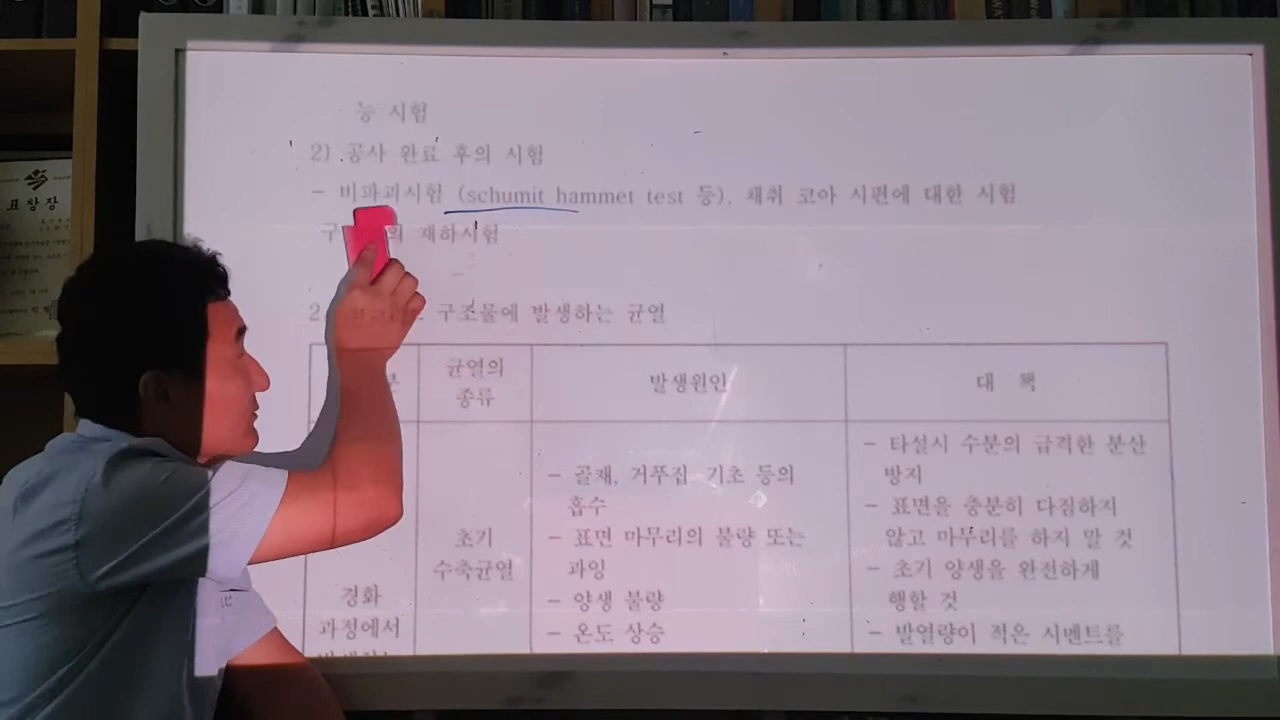 표창장
능 시험
2) 공사 완료 후의 시험
- 비파괴시험 (schumit hammet test 등), 채취 코아 시편에 대한 시험
구 의 재하시험
2. 구조물에 발생하는 균열
균열의 종류
발생원인
대 책
경화
과정에서
초기
수축균열
- 골재, 거푸집, 기초 등의
흡수
- 표면 마무리의 불량 또는
과잉
- 양생 불량
- 온도 상승
- 타설시 수분의 급격한 분산
방지
- 표면을 충분히 다짐하지
않고 마무리를 하지 말 것
- 초기 양생을 완전하게
행할 것
- 발열량이 적은 시멘트를